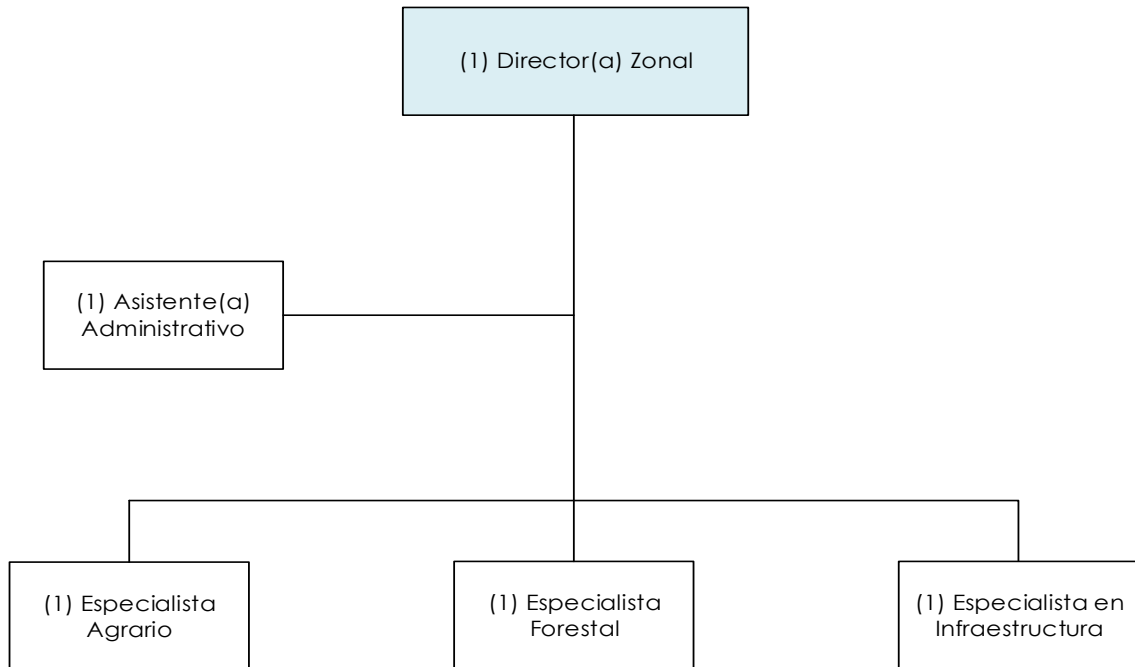 (1) Director(a) Zonal
(1) Asistente(a)
Administrativo
(1) Especialista
Agrario
(1) Especialista
Forestal
(1) Especialista en
Infraestructura